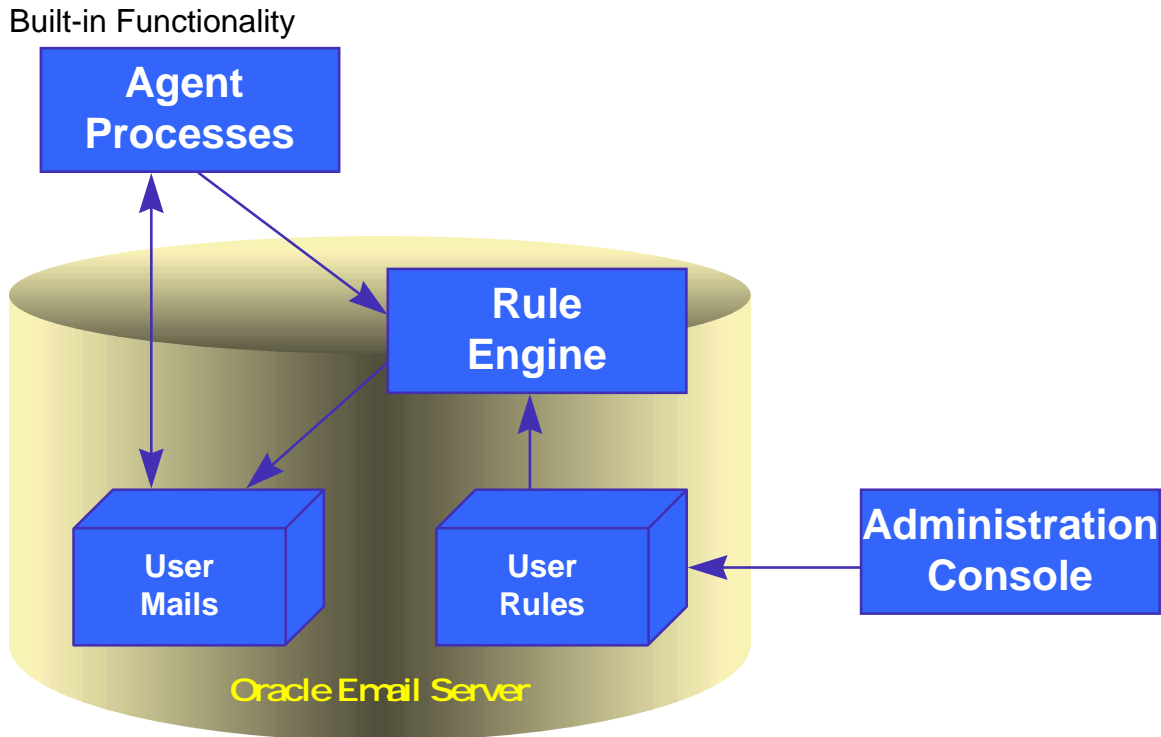 Built-in Functionality
Agent
Processes
Rule
Engine
User
Mails
User
Rules
Administration
Console
Oracle Email Server